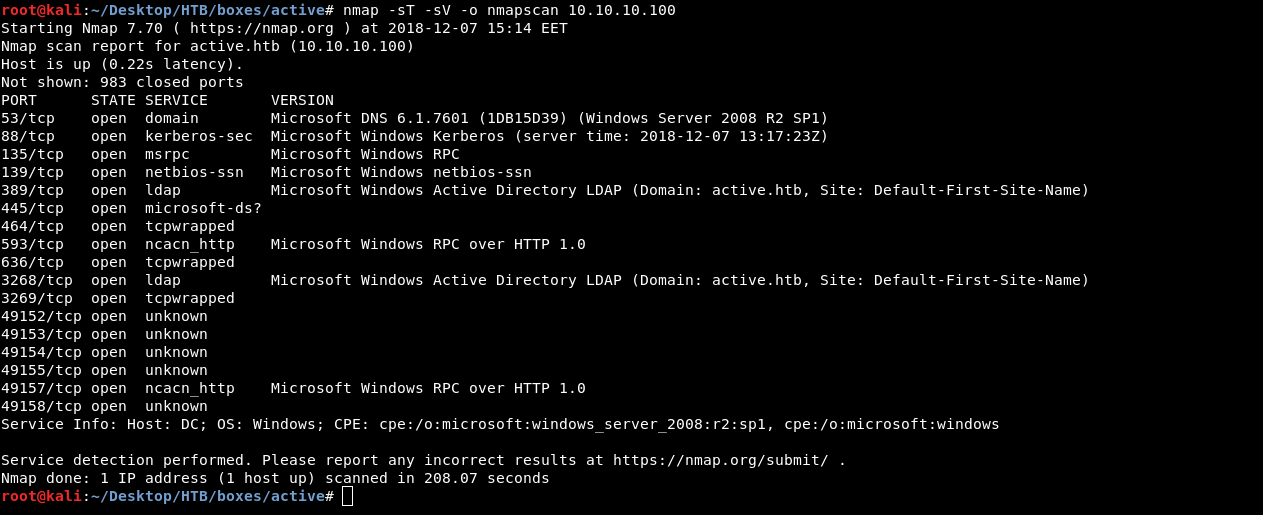 root@kali:~/Desktop/HTB/boxes/active# nmap -sT -sV -o nmapscan 10.10.10.100
Starting Nmap 7.70 ( https://nmap.org ) at 2018-12-07 15:14 EET
Nmap scan report for active.htb (10.10.10.100)
Host is up (0.22s latency).
Not shown: 983 closed ports
PORT      STATE SERVICE       VERSION
53/tcp    open  domain        Microsoft DNS 6.1.7601 (1DB15D39) (Windows Server 2008 R2 SP1)
88/tcp    open  kerberos-sec  Microsoft Windows Kerberos (server time: 2018-12-07 13:17:23Z)
135/tcp   open  msrpc         Microsoft Windows RPC
139/tcp   open  netbios-ssn   Microsoft Windows netbios-ssn
389/tcp   open  ldap          Microsoft Windows Active Directory LDAP (Domain: active.htb, Site: Default-First-Site-Name)
445/tcp   open  microsoft-ds?
464/tcp   open  tcpwrapped
593/tcp   open  ncacn_http    Microsoft Windows RPC over HTTP 1.0
636/tcp   open  tcpwrapped
3268/tcp  open  ldap          Microsoft Windows Active Directory LDAP (Domain: active.htb, Site: Default-First-Site-Name)
3269/tcp  open  tcpwrapped
49152/tcp open  unknown
49153/tcp open  unknown
49154/tcp open  unknown
49155/tcp open  unknown
49157/tcp open  ncacn_http    Microsoft Windows RPC over HTTP 1.0
49158/tcp open  unknown
Service Info: Host: DC; OS: Windows; CPE: cpe:/o:microsoft:windows_server_2008:r2:sp1, cpe:/o:microsoft:windows

Service detection performed. Please report any incorrect results at https://nmap.org/submit/ .
Nmap done: 1 IP address (1 host up) scanned in 208.07 seconds
root@kali:~/Desktop/HTB/boxes/active#